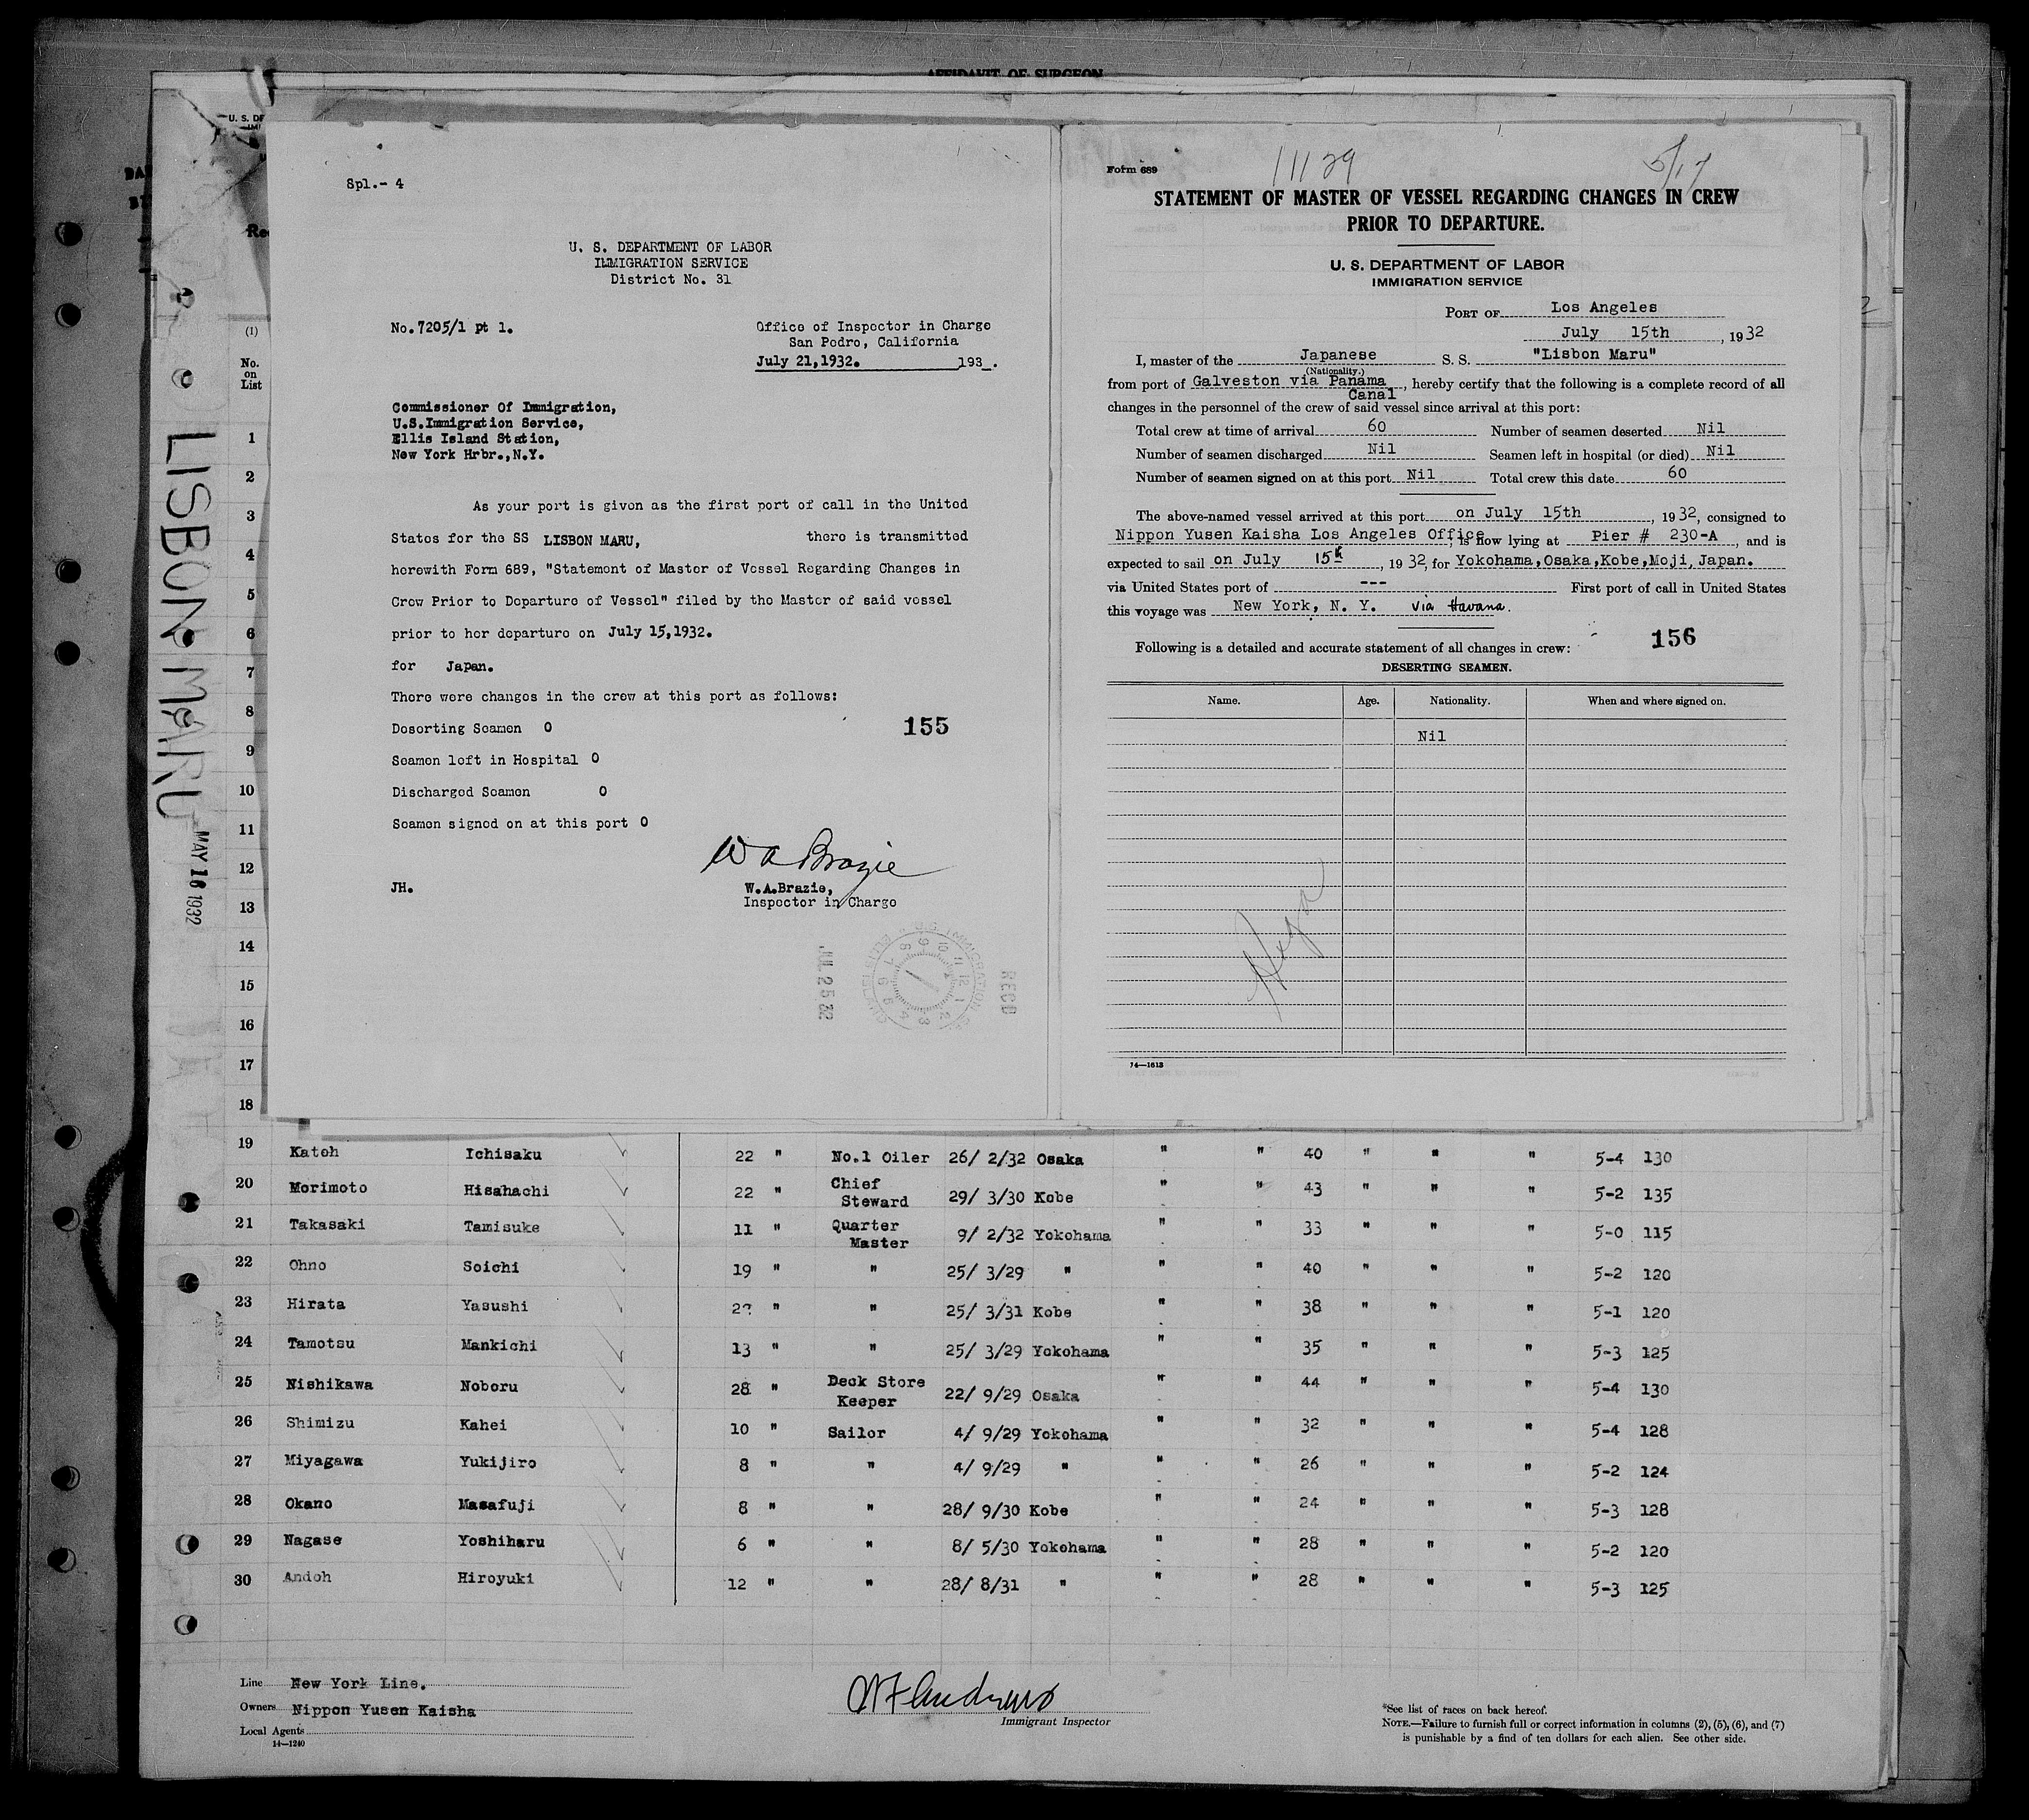 AFFIDAVIT OF SURGEON
U. S. DE
Re
(1)
No.
on
List
LISBON MARU
MAY 16 1932
Spl.- 4
U. S. DEPARTMENT OF LABOR
IMMIGRATION SERVICE
District No. 31
No.7205/1 pt 1.
Office of Inspector in Charge
San Pedro, California
July 21,1932. 193_.
Commissioner Of Immigration,
U.S.Immigration Service,
Ellis Island Station,
New York Hrbr.,N.Y.
As your port is given as the first port of call in the United
States for the SS LISBON MARU, there is transmitted
herewith Form 689, "Statement of Master of Vessel Regarding Changes in
Crew Prior to Departure of Vessel" filed by the Master of said vessel
prior to her departure on July 15,1932.
for Japan.
There were changes in the crew at this port as follows:
Deserting Seamen 0
155
Seamen left in Hospital 0
Discharged Seamen 0
Seamen signed on at this port 0
W A Brazie
JH.
W.A.Brazie,
Inspector in Charge
JUL 25 32
RECD
Form 689
11129
5/17
STATEMENT OF MASTER OF VESSEL REGARDING CHANGES IN CREW
PRIOR TO DEPARTURE.
U. S. DEPARTMENT OF LABOR
IMMIGRATION SERVICE
PORT OF Los Angeles
July 15th, 1932
I, master of the Japanese S. S. "Lisbon Maru"
(Nationality.)
from port of Galveston via Panama Canal, hereby certify that the following is a complete record of all
changes in the personnel of the crew of said vessel since arrival at this port:
Total crew at time of arrival 60 Number of seamen deserted Nil
Number of seamen discharged Nil Seamen left in hospital (or died) Nil
Number of seamen signed on at this port Nil Total crew this date 60
The above-named vessel arrived at this port on July 15th, 1932, consigned to
Nippon Yusen Kaisha Los Angeles Office, is now lying at Pier # 230-A, and is
expected to sail on July 15th, 1932, for Yokohama,Osaka,Kobe,Moji, Japan.
via United States port of --- First port of call in United States
this voyage was New York, N. Y. via Havana.
156
Following is a detailed and accurate statement of all changes in crew:
DESERTING SEAMEN.
Name. Age. Nationality. When and where signed on.
Nil
74—1613
1
2
3
4
5
6
7
8
9
10
11
12
13
14
15
16
17
18
19 Katoh Ichisaku 22 " No.1 Oiler 26/ 2/32 Osaka " " 40 " " " 5-4 130
20 Morimoto Hisahachi 22 " Chief Steward 29/ 3/30 Kobe " " 43 " " " 5-2 135
21 Takasaki Tamisuke 11 " Quarter Master 9/ 2/32 Yokohama " " 33 " " " 5-0 115
22 Ohno Soichi 19 " " 25/ 3/29 " " " 40 " " " 5-2 120
23 Hirata Yasushi " " 25/ 3/31 Kobe " " 38 " " " 5-1 120
24 Tamotsu Mankichi 13 " " 25/ 3/29 Yokohama " " 35 " " " 5-3 125
25 Nishikawa Noboru 28 " Deck Store Keeper 22/ 9/29 Osaka " " 44 " " " 5-4 130
26 Shimizu Kahei 10 " Sailor 4/ 9/29 Yokohama " " 32 " " " 5-4 128
27 Miyagawa Yukijiro 8 " " 4/ 9/29 " " " 26 " " " 5-2 124
28 Okano Masafuji 8 " " 28/ 9/30 Kobe " " 24 " " " 5-3 128
29 Nagase Yoshiharu 6 " " 8/ 5/30 Yokohama " " 28 " " " 5-2 120
30 Andoh Hiroyuki 12 " " 28/ 8/31 " " " 28 " " " 5-3 125
Line New York Line.
Owners Nippon Yusen Kaisha
Local Agents
14—1240
Immigrant Inspector
*See list of races on back hereof.
NOTE.—Failure to furnish full or correct information in columns (2), (5), (6), and (7)
is punishable by a find of ten dollars for each alien. See other side.